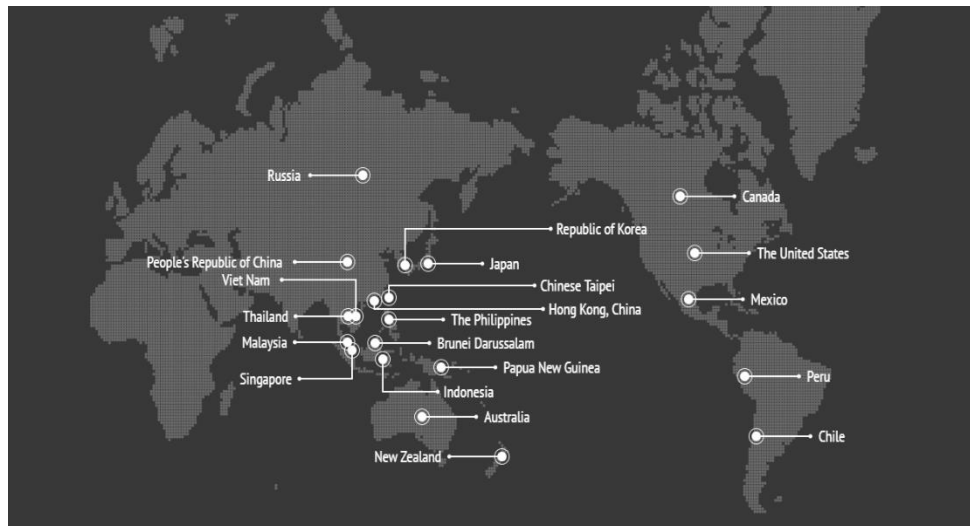 Russia
Canada
Republic of Korea
The United States
People's Republic of China
Japan
Viet Nam
Chinese Taipei
Mexico
Hong Kong, China
Thailand
The Philippines
Malaysia
Brunei Darussalam
Papua New Guinea
Peru
Singapore
Indonesia
Australia
Chile
New Zealand